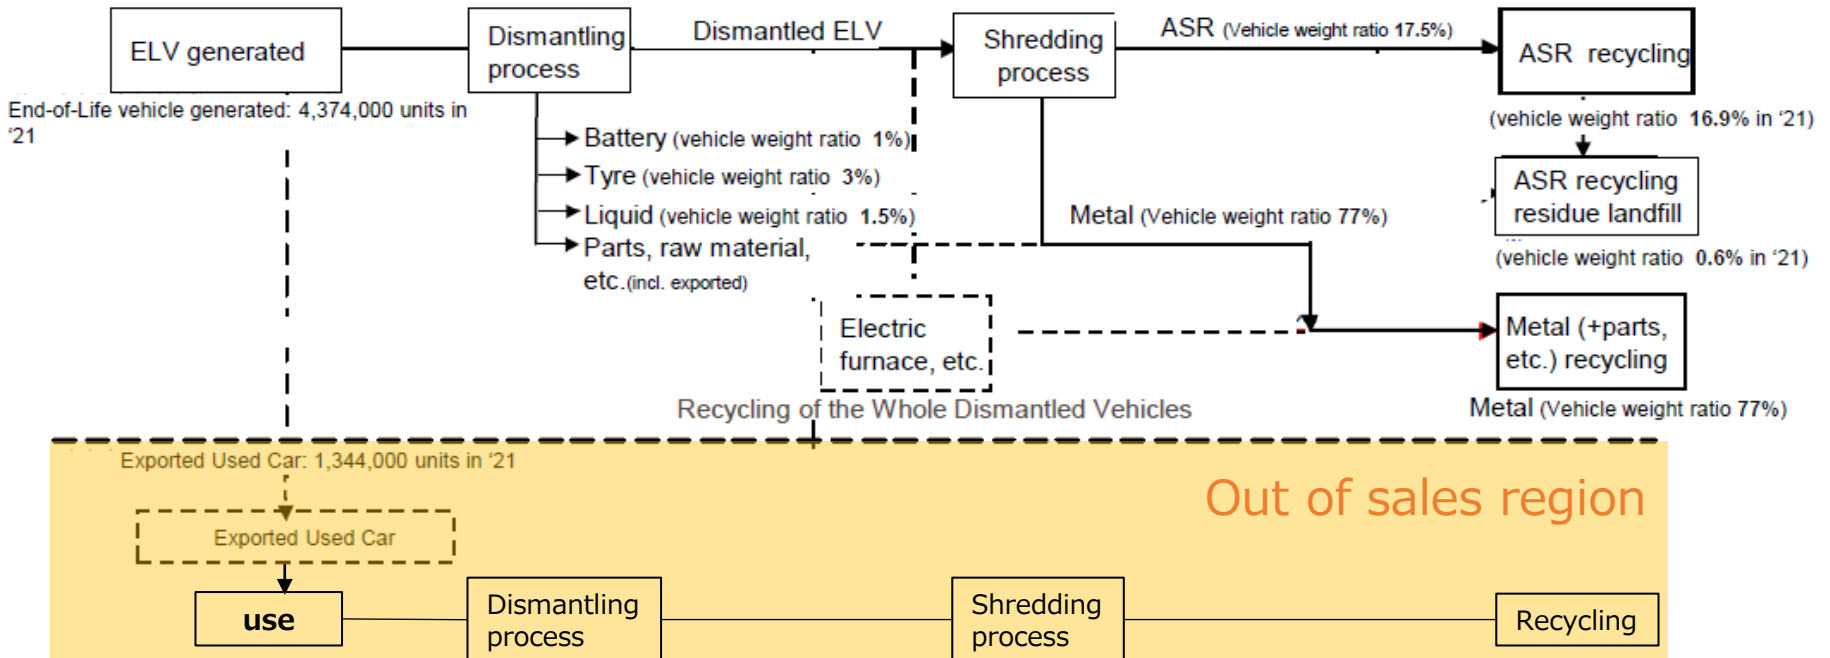 ELV generated
Dismantling
process
Dismantled ELV
Shredding
process
ASR (Vehicle weight ratio 17.5%)
ASR recycling
End-of-Life vehicle generated: 4,374,000 units in
'21
(vehicle weight ratio 16.9% in '21)
Battery (vehicle weight ratio 1%)
Tyre (vehicle weight ratio 3%)
Liquid (vehicle weight ratio 1.5%)
Parts, raw material,
etc.(incl. exported)
Metal (Vehicle weight ratio 77%)
ASR recycling
residue landfill
(vehicle weight ratio 0.6% in '21)
Electric
furnace, etc.
Metal (+parts,
etc.) recycling
Metal (Vehicle weight ratio 77%)
Recycling of the Whole Dismantled Vehicles
Exported Used Car: 1,344,000 units in '21
Out of sales region
Exported Used Car
use
Dismantling
process
Shredding
process
Recycling